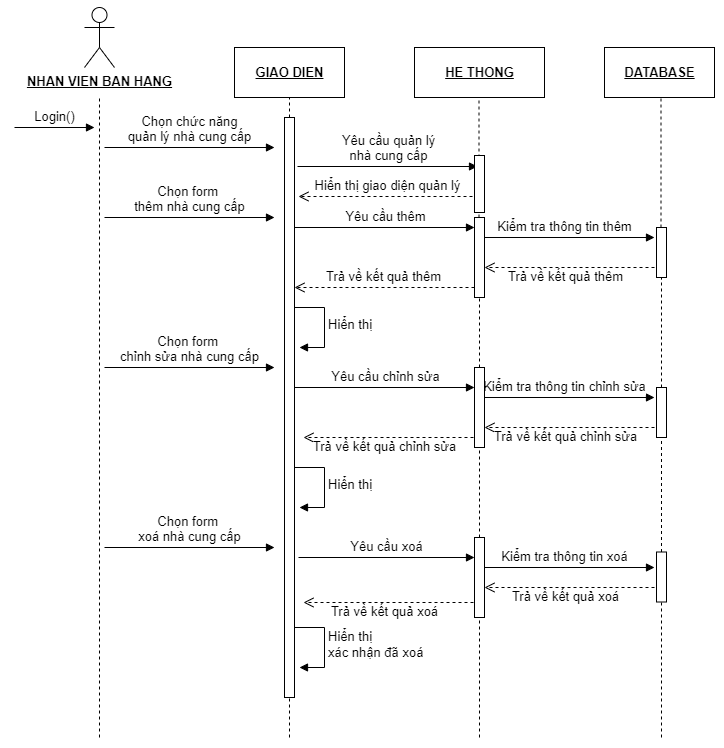 NHAN VIEN BAN HANG
GIAO DIEN
HE THONG
DATABASE
Login()
Chọn chức năng
quản lý nhà cung cấp
Yêu cầu quản lý
nhà cung cấp
Hiển thị giao diện quản lý
Chọn form
thêm nhà cung cấp
Yêu cầu thêm
Kiểm tra thông tin thêm
Trả về kết quả thêm
Trả về kết quả thêm
Hiển thị
Chọn form
chỉnh sửa nhà cung cấp
Yêu cầu chỉnh sửa
Kiểm tra thông tin chỉnh sửa
Trả về kết quả chỉnh sửa
Trả về kết quả chỉnh sửa
Hiển thị
Chọn form
xoá nhà cung cấp
Yêu cầu xoá
Kiểm tra thông tin xoá
Trả về kết quả xoá
Trả về kết quả xoá
Hiển thị
xác nhận đã xoá